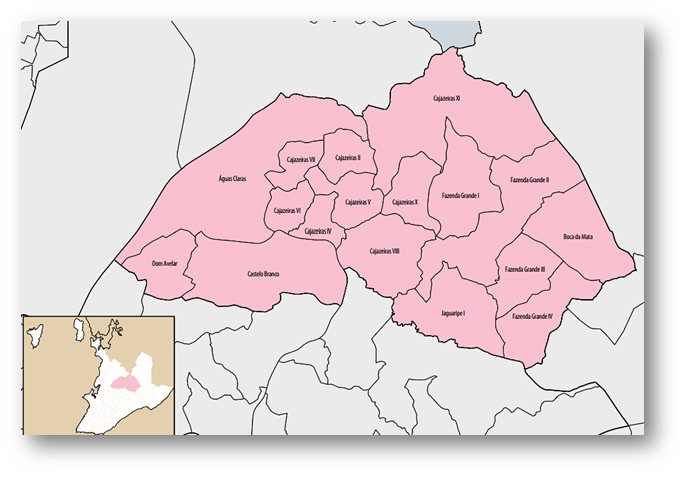 Cajazeiras XI
Cajazeiras VII
Cajazeiras II
Águas Claras
Fazenda Grande II
Fazenda Grande I
Cajazeiras V
Cajazeiras X
Cajazeiras VI
Cajazeiras IV
Boca da Mata
Cajazeiras VIII
Dom Avelar
Castelo Branco
Fazenda Grande III
Jaguaripe I
Fazenda Grande IV